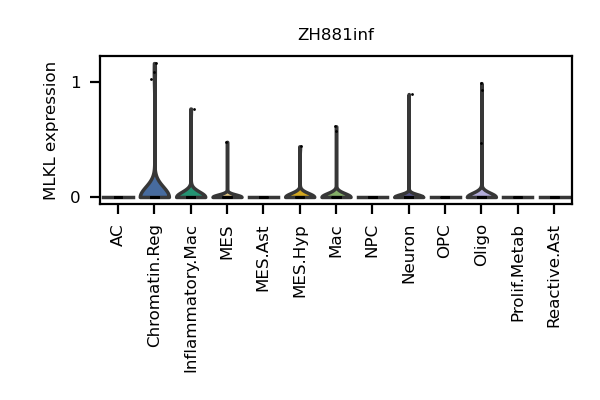 ZH881inf
MLKL expression
1
0
AC
Chromatin.Reg
Inflammatory.Mac
MES
MES.Ast
MES.Hyp
Mac
NPC
Neuron
OPC
Oligo
Prolif.Metab
Reactive.Ast